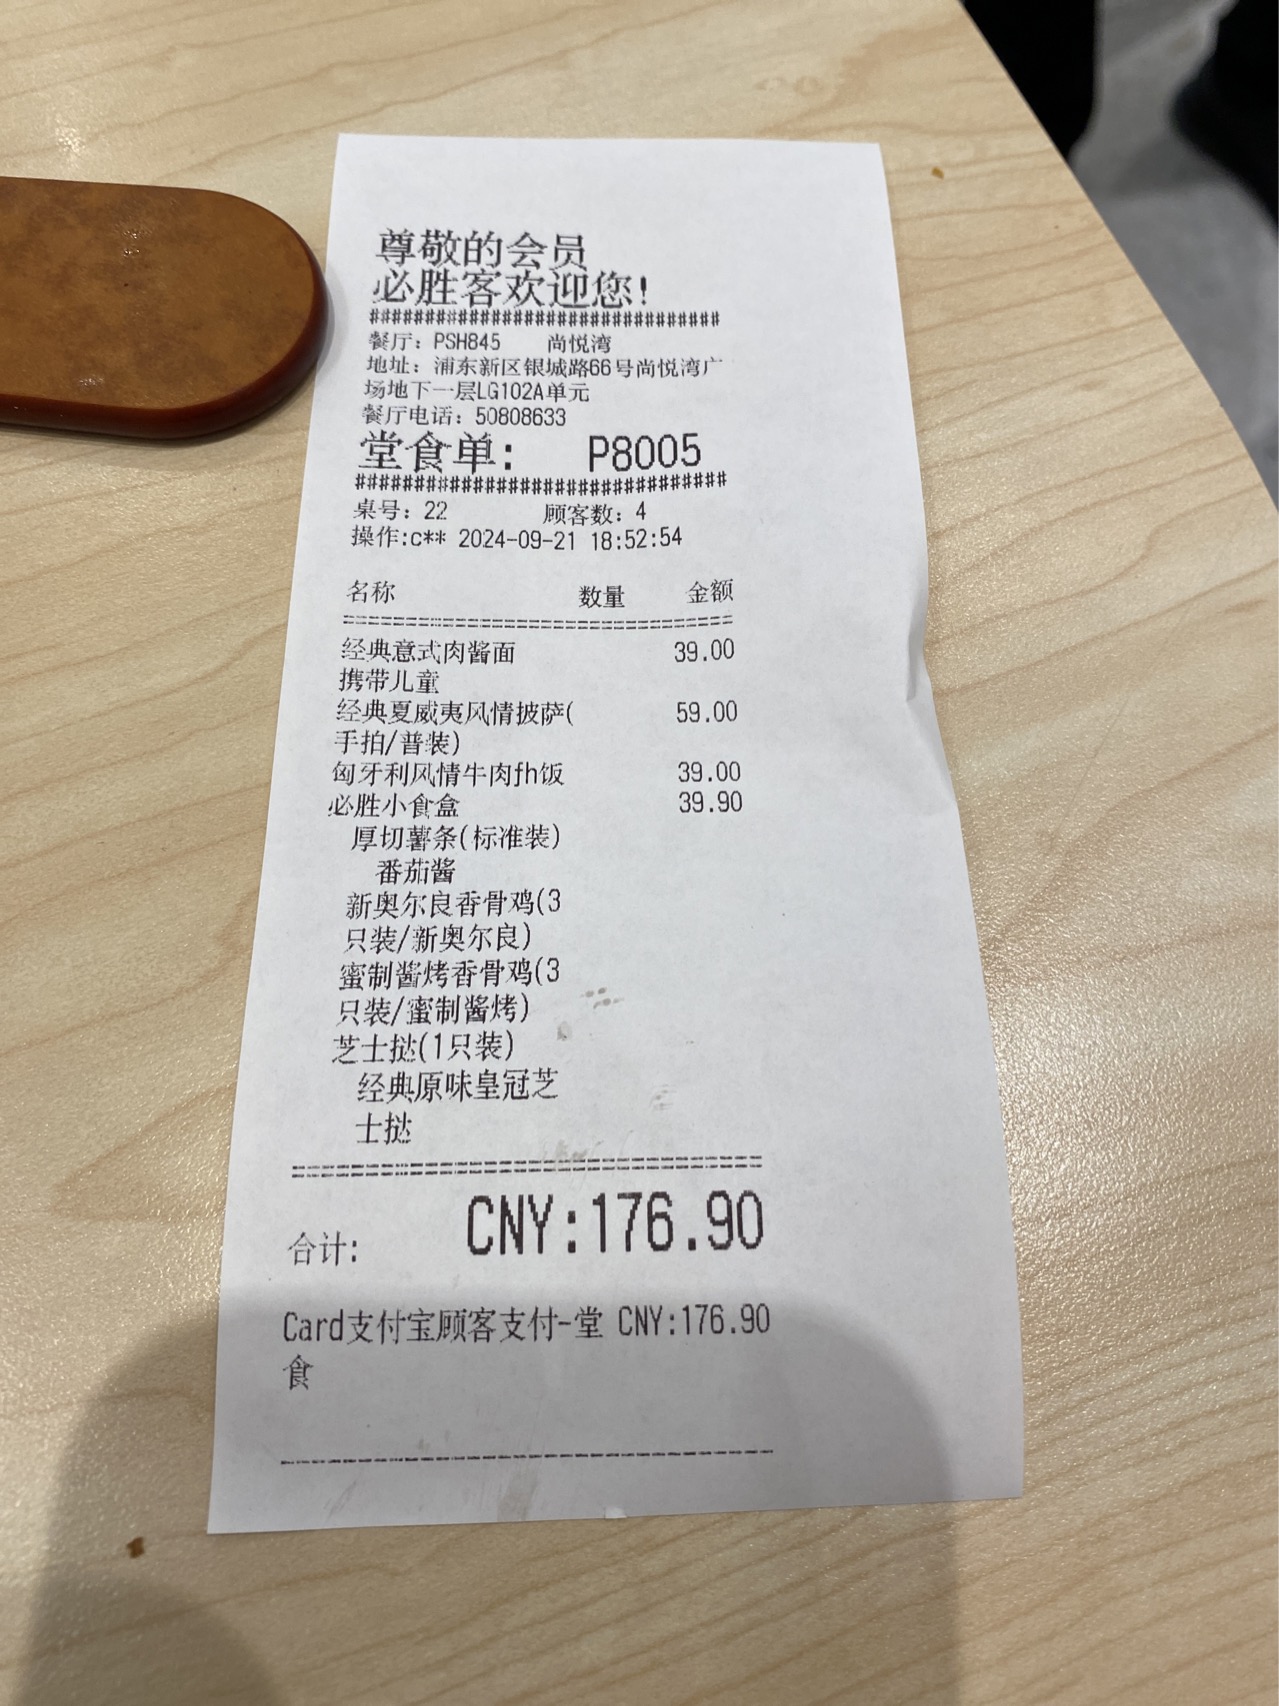 尊敬的会员
必胜客欢迎您!
################################
餐厅: PSH845 尚悦湾
地址: 浦东新区银城路66号尚悦湾广
场地下一层LG102A单元
餐厅电话: 50808633
堂食单: P8005
################################
桌号: 22 顾客数: 4
操作:c** 2024-09-21 18:52:54
名称 数量 金额
================================
经典意式肉酱面 39.00
携带儿童
经典夏威夷风情披萨( 59.00
手拍/普装)
匈牙利风情牛肉fh饭 39.00
必胜小食盒 39.90
厚切薯条(标准装)
番茄酱
新奥尔良香骨鸡(3
只装/新奥尔良)
蜜制酱烤香骨鸡(3
只装/蜜制酱烤)
芝士挞(1只装)
经典原味皇冠芝
士挞
================================
合计: CNY:176.90
Card支付宝顾客支付-堂 CNY:176.90
食
--------------------------------